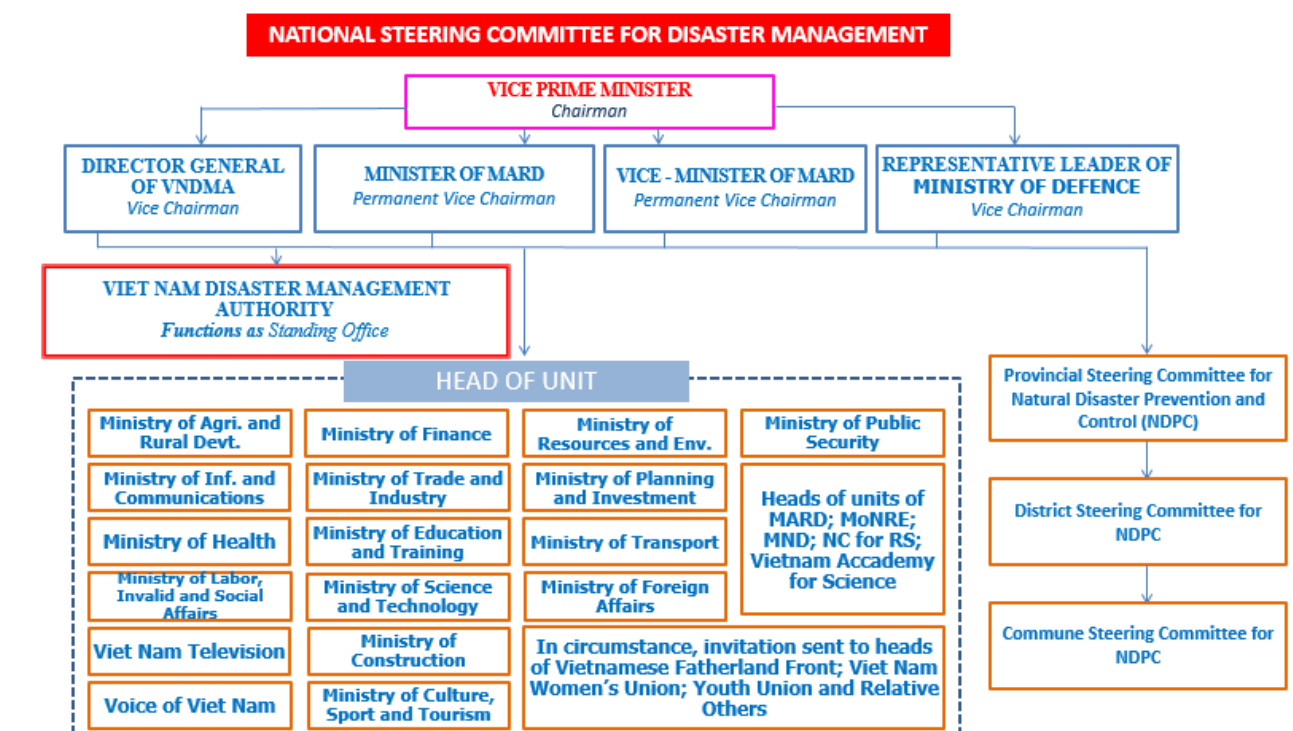 NATIONAL STEERING COMMITTEE FOR DISASTER MANAGEMENT
VICE PRIME MINISTER
Chairman
DIRECTOR GENERAL
OF VNDMA
Vice Chairman
MINISTER OF MARD
Permanent Vice Chairman
VICE - MINISTER OF MARD
Permanent Vice Chairman
REPRESENTATIVE LEADER OF
MINISTRY OF DEFENCE
Vice Chairman
VIET NAM DISASTER MANAGEMENT
AUTHORITY
Functions as Standing Office
HEAD OF UNIT
Ministry of Agri. and
Rural Devt.
Ministry of Finance
Ministry of
Resources and Env.
Ministry of Public
Security
Ministry of Inf. and
Communications
Ministry of Trade and
Industry
Ministry of Planning
and Investment
Heads of units of
MARD; MoNRE;
MND; NC for RS;
Vietnam Accademy
for Science
Ministry of Health
Ministry of Education
and Training
Ministry of Transport
Ministry of Labor,
Invalid and Social
Affairs
Ministry of Science
and Technology
Ministry of Foreign
Affairs
Viet Nam Television
Ministry of
Construction
In circumstance, invitation sent to heads
of Vietnamese Fatherland Front; Viet Nam
Women's Union; Youth Union and Relative
Others
Voice of Viet Nam
Ministry of Culture,
Sport and Tourism
Provincial Steering Committee for
Natural Disaster Prevention and
Control (NDPC)
District Steering Committee for
NDPC
Commune Steering Committee for
NDPC